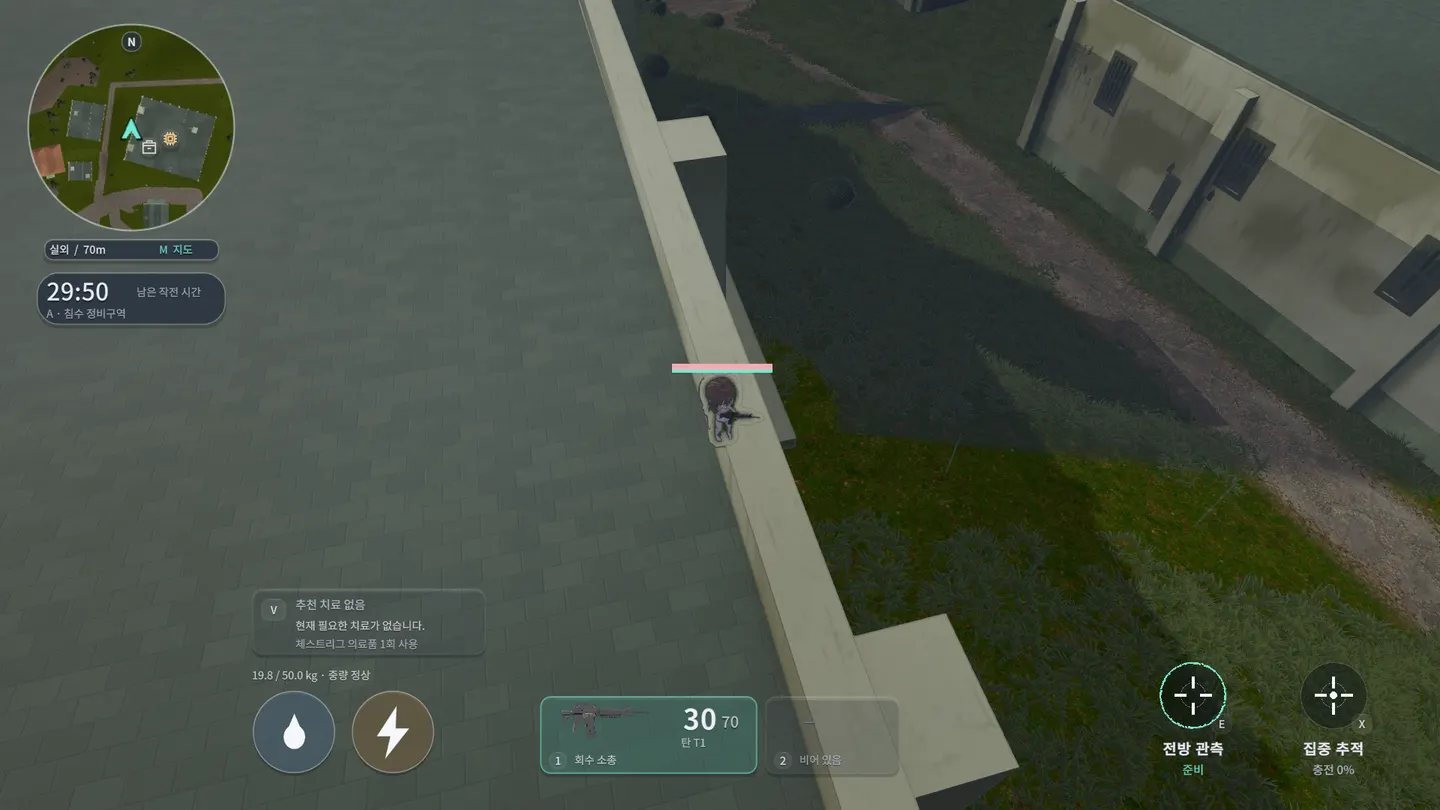 N
실외 / 70m M 지도
29:50 남은 작전 시간
A · 침수 정비구역
V 추천 치료 없음
현재 필요한 치료가 없습니다.
체스트리그 의료품 1회 사용
19.8 / 50.0 kg · 중량 정상
30 70
탄 T1
1 회수 소총
2 비어 있음
E
전방 관측
준비
X
집중 추적
충전 0%